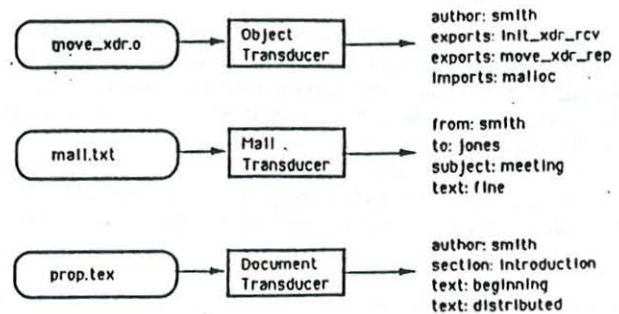 move_xdr.o
Object
Transducer
author: smith
exports: init_xdr_rcv
exports: move_xdr_rep
imports: malloc
mail.txt
Mail
Transducer
from: smith
to: jones
subject: meeting
text: fine
prop.tex
Document
Transducer
author: smith
section: introduction
text: beginning
text: distributed